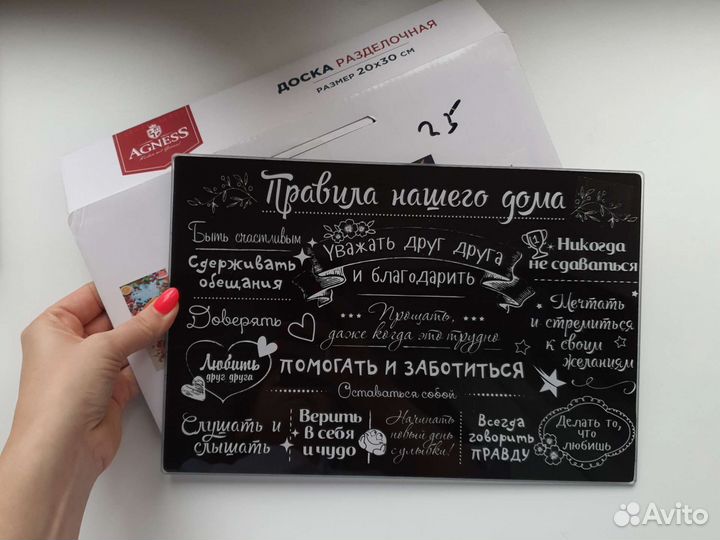 ДОСКА РАЗДЕЛОЧНАЯ
РАЗМЕР 20х30 СМ
AGNESS
25
Правила нашего дома
Быть счастливым
Сдерживать
обещания
Уважать друг друга
и благодарить
1
Никогда
не сдаваться
Доверять
Прощать,
даже когда это трудно
Мечтать
и стремиться
к своим
желаниям
Любить
друг друга
ПОМОГАТЬ И ЗАБОТИТЬСЯ
Оставаться собой
Слушать и
слышать
Верить
в себя
и чудо
Начинать
новый день
с улыбки!
Всегда
говорить
ПРАВДУ
Делать то,
что
любишь
Avito